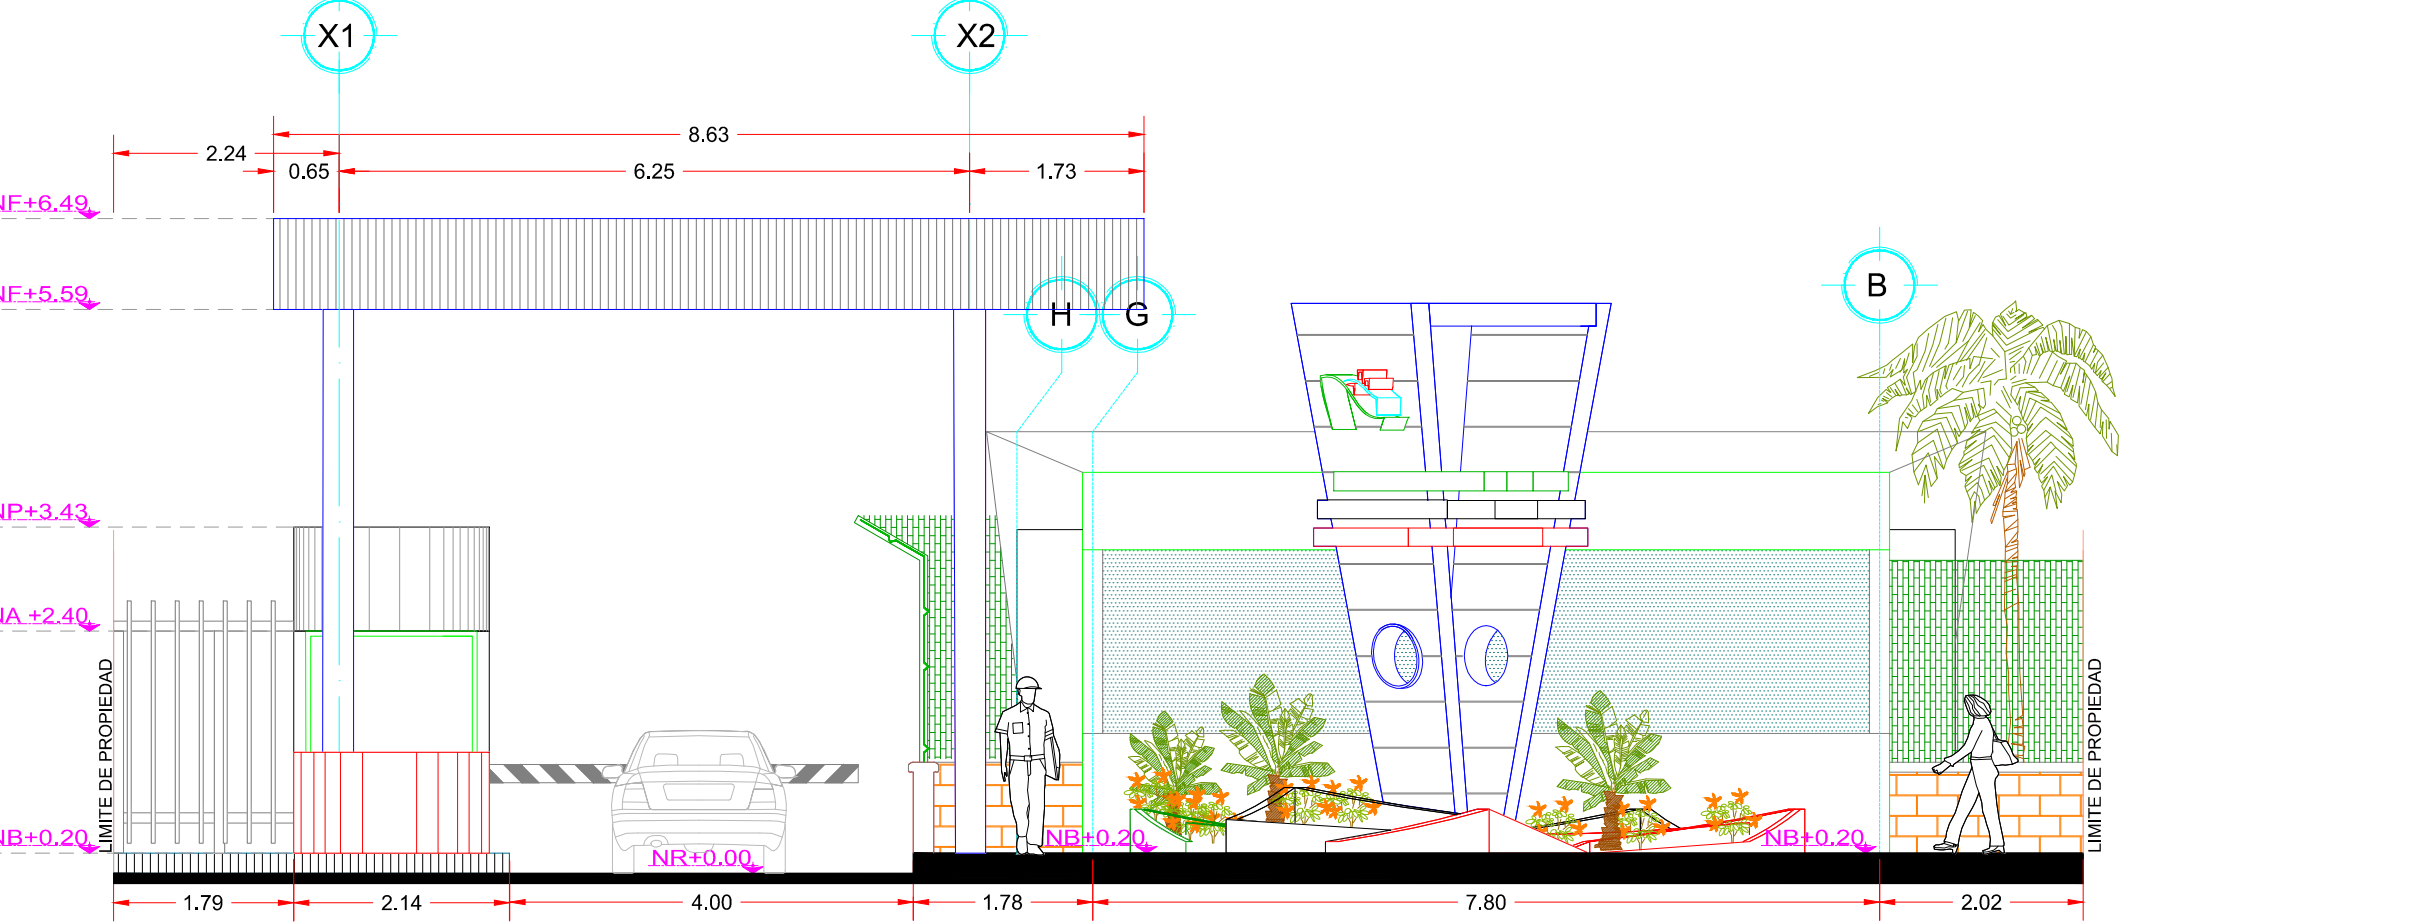 X1
X2
8.63
2.24
0.65
6.25
1.73
NF+6.49
NF+5.59
H
G
B
NP+3.43
NA +2.40
LIMITE DE PROPIEDAD
LIMITE DE PROPIEDAD
NB+0.20
NR+0.00
NB+0.20
NB+0.20
1.79
2.14
4.00
1.78
7.80
2.02